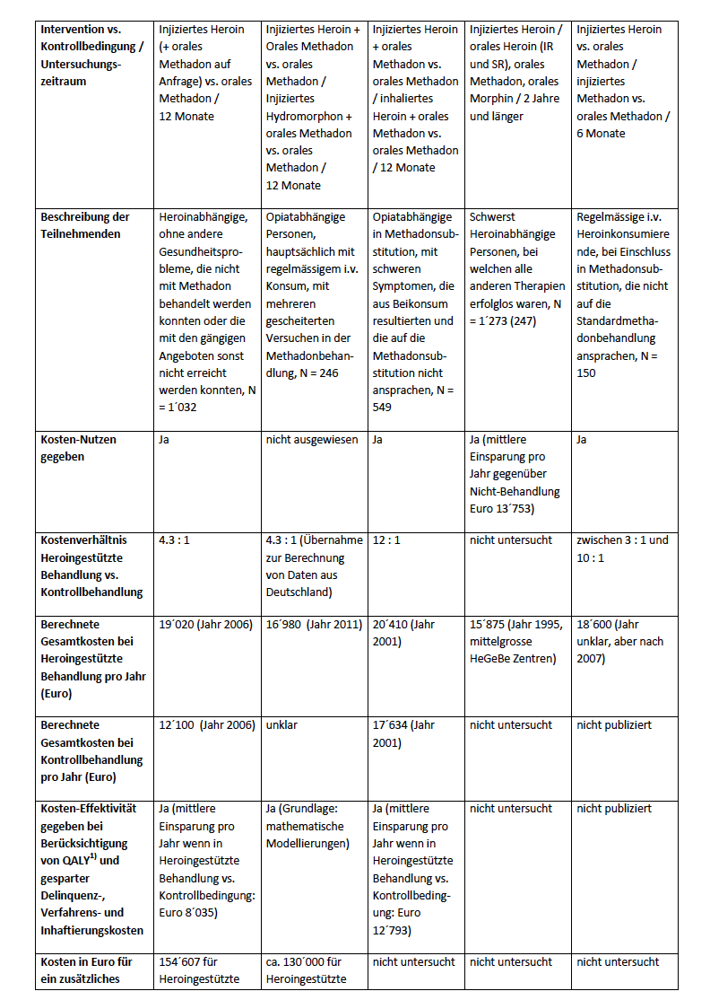 Intervention vs.
Kontrollbedingung /
Untersuchungs-
zeitraum
Injiziertes Heroin
(+ orales
Methadon auf
Anfrage) vs. orales
Methadon /
12 Monate
Injiziertes Heroin +
Orales Methadon
vs. orales
Methadon /
Injiziertes
Hydromorphon +
orales Methadon
vs. orales
Methadon /
12 Monate
Injiziertes Heroin
+ orales
Methadon vs.
orales Methadon
/ inhaliertes
Heroin + orales
Methadon vs.
orales Methadon
/ 12 Monate
Injiziertes Heroin /
orales Heroin (IR
und SR), orales
Methadon, orales
Morphin / 2 Jahre
und länger
Injiziertes Heroin
vs. orales
Methadon /
injiziertes
Methadon vs.
orales Methadon /
6 Monate
Beschreibung der
Teilnehmenden
Heroinabhängige,
ohne andere
Gesundheitspro-
bleme, die nicht
mit Methadon
behandelt werden
konnten oder die
mit den gängigen
Angeboten sonst
nicht erreicht
werden konnten, N
= 1´032
Opiatabhängige
Personen,
hauptsächlich mit
regelmässigem i.v.
Konsum, mit
mehreren
gescheiterten
Versuchen in der
Methadonbehan-
dlung, N = 246
Opiatabhängige
in Methadonsub-
stitution, mit
schweren
Symptomen, die
aus Beikonsum
resultierten und
die auf die
Methadonsub-
stitution nicht
ansprachen, N =
549
Schwerst
Heroinabhängige
Personen, bei
welchen alle
anderen Therapien
erfolglos waren, N
= 1´273 (247)
Regelmässige i.v.
Heroinkonsumiere
nde, bei Einschluss
in Methadonsub-
stitution, die nicht
auf die
Standardmetha-
donbehandlung
ansprachen, N =
150
Kosten-Nutzen
gegeben
Ja
nicht ausgewiesen
Ja
Ja (mittlere
Einsparung pro
Jahr gegenüber
Nicht-Behandlung
Euro 13´753)
Ja
Kostenverhältnis
Heroingestützte
Behandlung vs.
Kontrollbehandlung
4.3 : 1
4.3 : 1 (Übernahme
zur Berechnung
von Daten aus
Deutschland)
12 : 1
nicht untersucht
zwischen 3 : 1 und
10 : 1
Berechnete
Gesamtkosten bei
Heroingestützte
Behandlung pro Jahr
(Euro)
19´020 (Jahr 2006)
16´980 (Jahr 2011)
20´410 (Jahr
2001)
15´875 (Jahr 1995,
mittelgrosse
HeGeBe Zentren)
18´600 (Jahr
unklar, aber nach
2007)
Berechnete
Gesamtkosten bei
Kontrollbehandlung
pro Jahr (Euro)
12´100 (Jahr 2006)
unklar
17´634 (Jahr
2001)
nicht untersucht
nicht publiziert
Kosten-Effektivität
gegeben bei
Berücksichtigung
von QALY1) und
gesparter
Delinquenz-,
Verfahrens- und
Inhaftierungskosten
Ja (mittlere
Einsparung pro
Jahr wenn in
Heroingestützte
Behandlung vs.
Kontrollbedingung:
Euro 8´035)
Ja (Grundlage:
mathematische
Modellierungen)
Ja (mittlere
Einsparung pro
Jahr wenn in
Heroingestützte
Behandlung vs.
Kontrollbeding-
ung: Euro
12´793)
nicht untersucht
nicht publiziert
Kosten in Euro für
ein zusätzliches
154´607 für
Heroingestützte
ca. 130´000 für
Heroingestützte
nicht untersucht
nicht untersucht
nicht untersucht